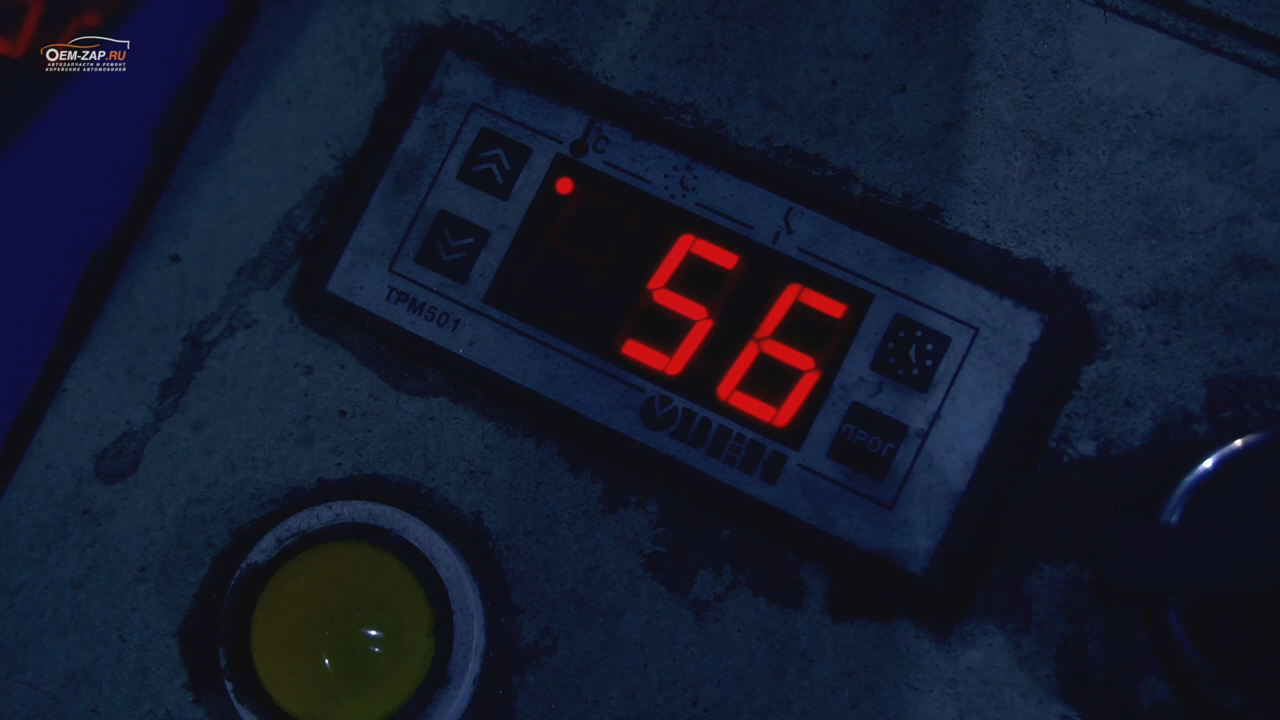 OEM-ZAP.RU
АВТОЗАПЧАСТИ И РЕМОНТ
КОРЕЙСКИХ АВТОМОБИЛЕЙ
°C
56
ТРМ501
ОВЕН
ПРОГ